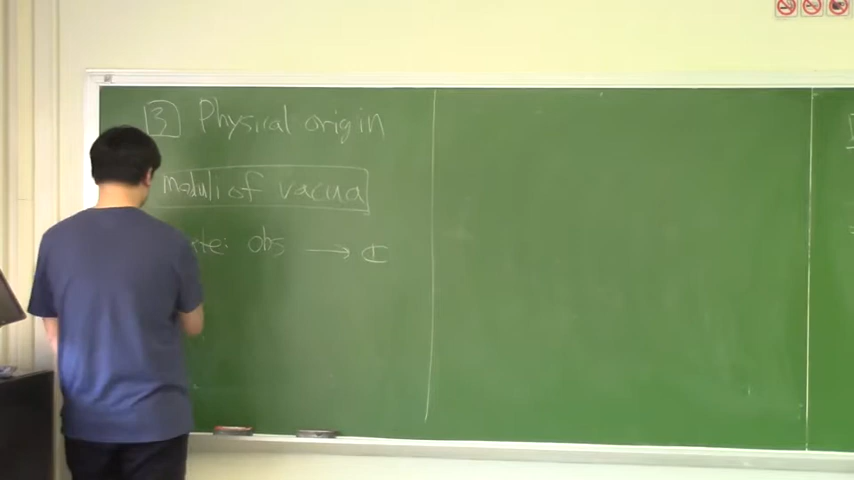 3 Physical origin
moduli of vacua
obs → ℂ